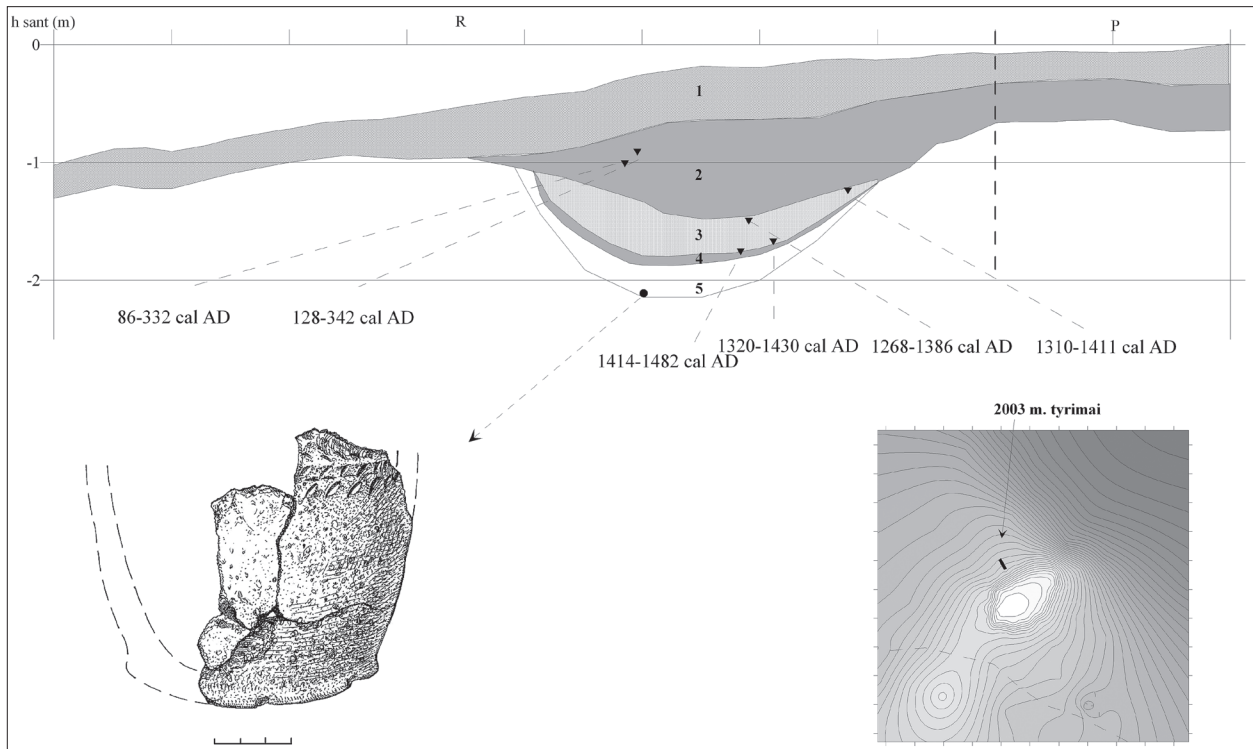 h sant (m)
R
P
0
-1
-2
1
2
3
4
5
86-332 cal AD
128-342 cal AD
1414-1482 cal AD
1320-1430 cal AD
1268-1386 cal AD
1310-1411 cal AD
2003 m. tyrimai